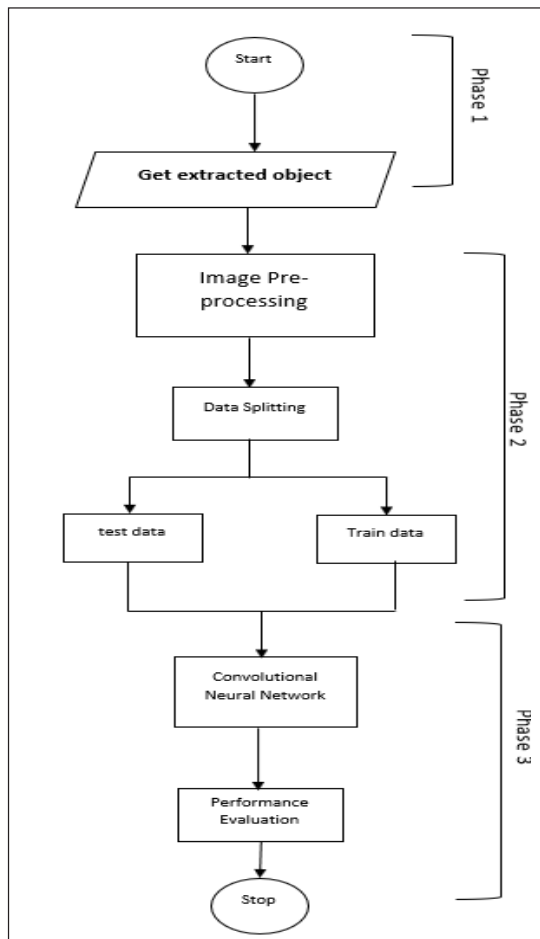 Start
Phase 1
Get extracted object
Image Pre-
processing
Data Splitting
Phase 2
test data
Train data
Convolutional
Neural Network
Phase 3
Performance
Evaluation
Stop